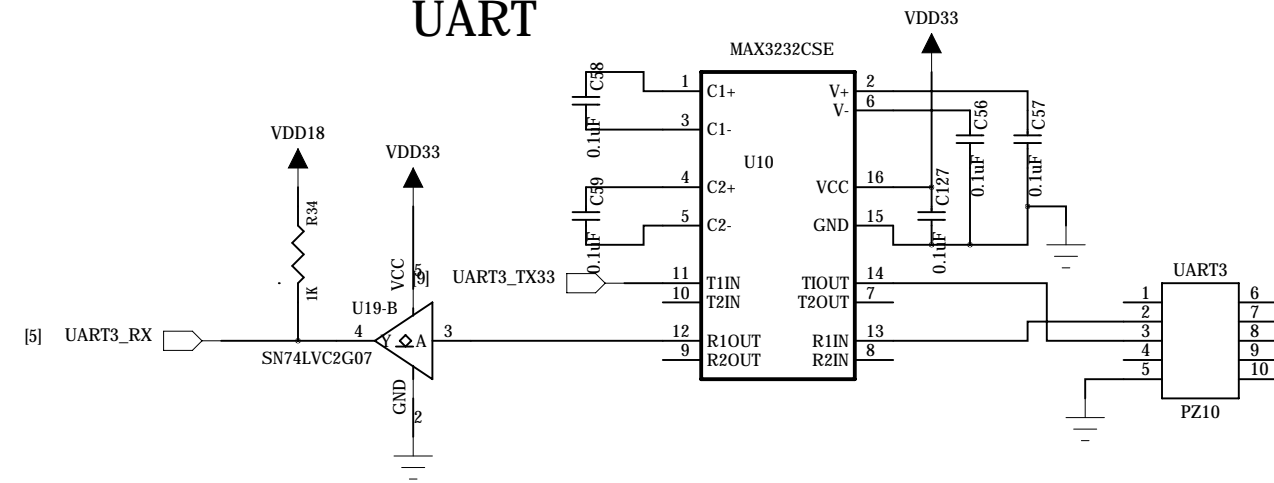 UART
VDD33
MAX3232CSE
C58
0.1uF
1 C1+
3 C1-
4 C2+
5 C2-
C59
0.1uF
U10
V+ 2
V- 6
VCC 16
GND 15
C56
0.1uF
C57
0.1uF
C127
0.1uF
VDD18
VDD33
R34
1K
VCC
5
[9] UART3_TX33
11 T1IN
10 T2IN
12 R1OUT
9 R2OUT
TIOUT 14
T2OUT 7
R1IN 13
R2IN 8
U19-B
[5] UART3_RX
4 Y A 3
SN74LVC2G07
GND
2
UART3
1 6
2 7
3 8
4 9
5 10
PZ10